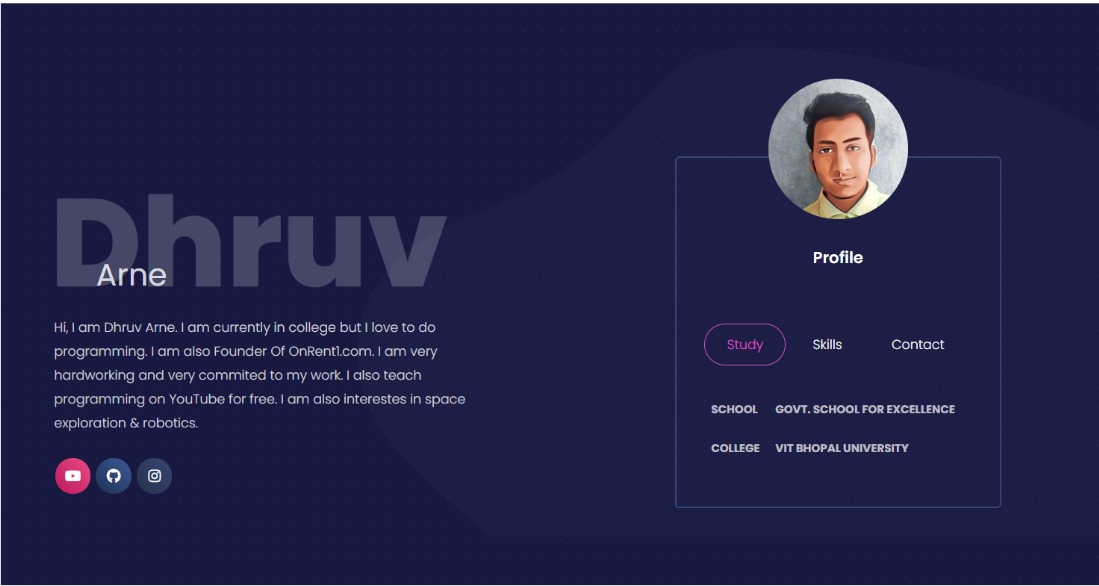 Dhruv
Arne
Hi, I am Dhruv Arne. I am currently in college but I love to do
programming. I am also Founder Of OnRent1.com. I am very
hardworking and very commited to my work. I also teach
programming on YouTube for free. I am also interestes in space
exploration & robotics.
Profile
Study Skills Contact
SCHOOL GOVT. SCHOOL FOR EXCELLENCE
COLLEGE VIT BHOPAL UNIVERSITY